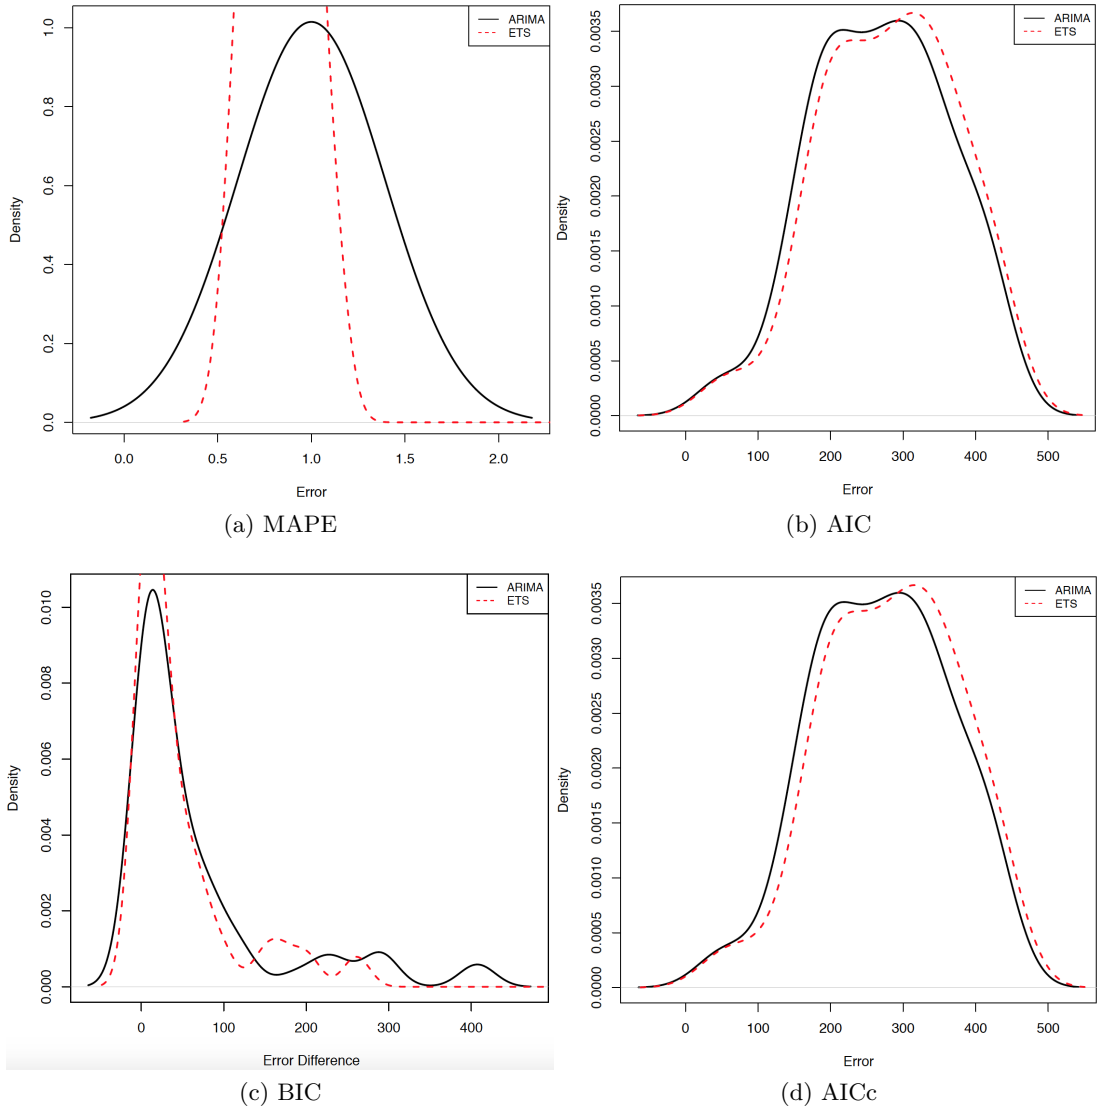 ARIMA
ETS
Density
0.0 0.2 0.4 0.6 0.8 1.0
0.0 0.5 1.0 1.5 2.0
Error
(a) MAPE
ARIMA
ETS
Density
0.0000 0.0005 0.0010 0.0015 0.0020 0.0025 0.0030 0.0035
0 100 200 300 400 500
Error
(b) AIC
ARIMA
ETS
Density
0.000 0.002 0.004 0.006 0.008 0.010
0 100 200 300 400
Error Difference
(c) BIC
ARIMA
ETS
Density
0.0000 0.0005 0.0010 0.0015 0.0020 0.0025 0.0030 0.0035
0 100 200 300 400 500
Error
(d) AICc